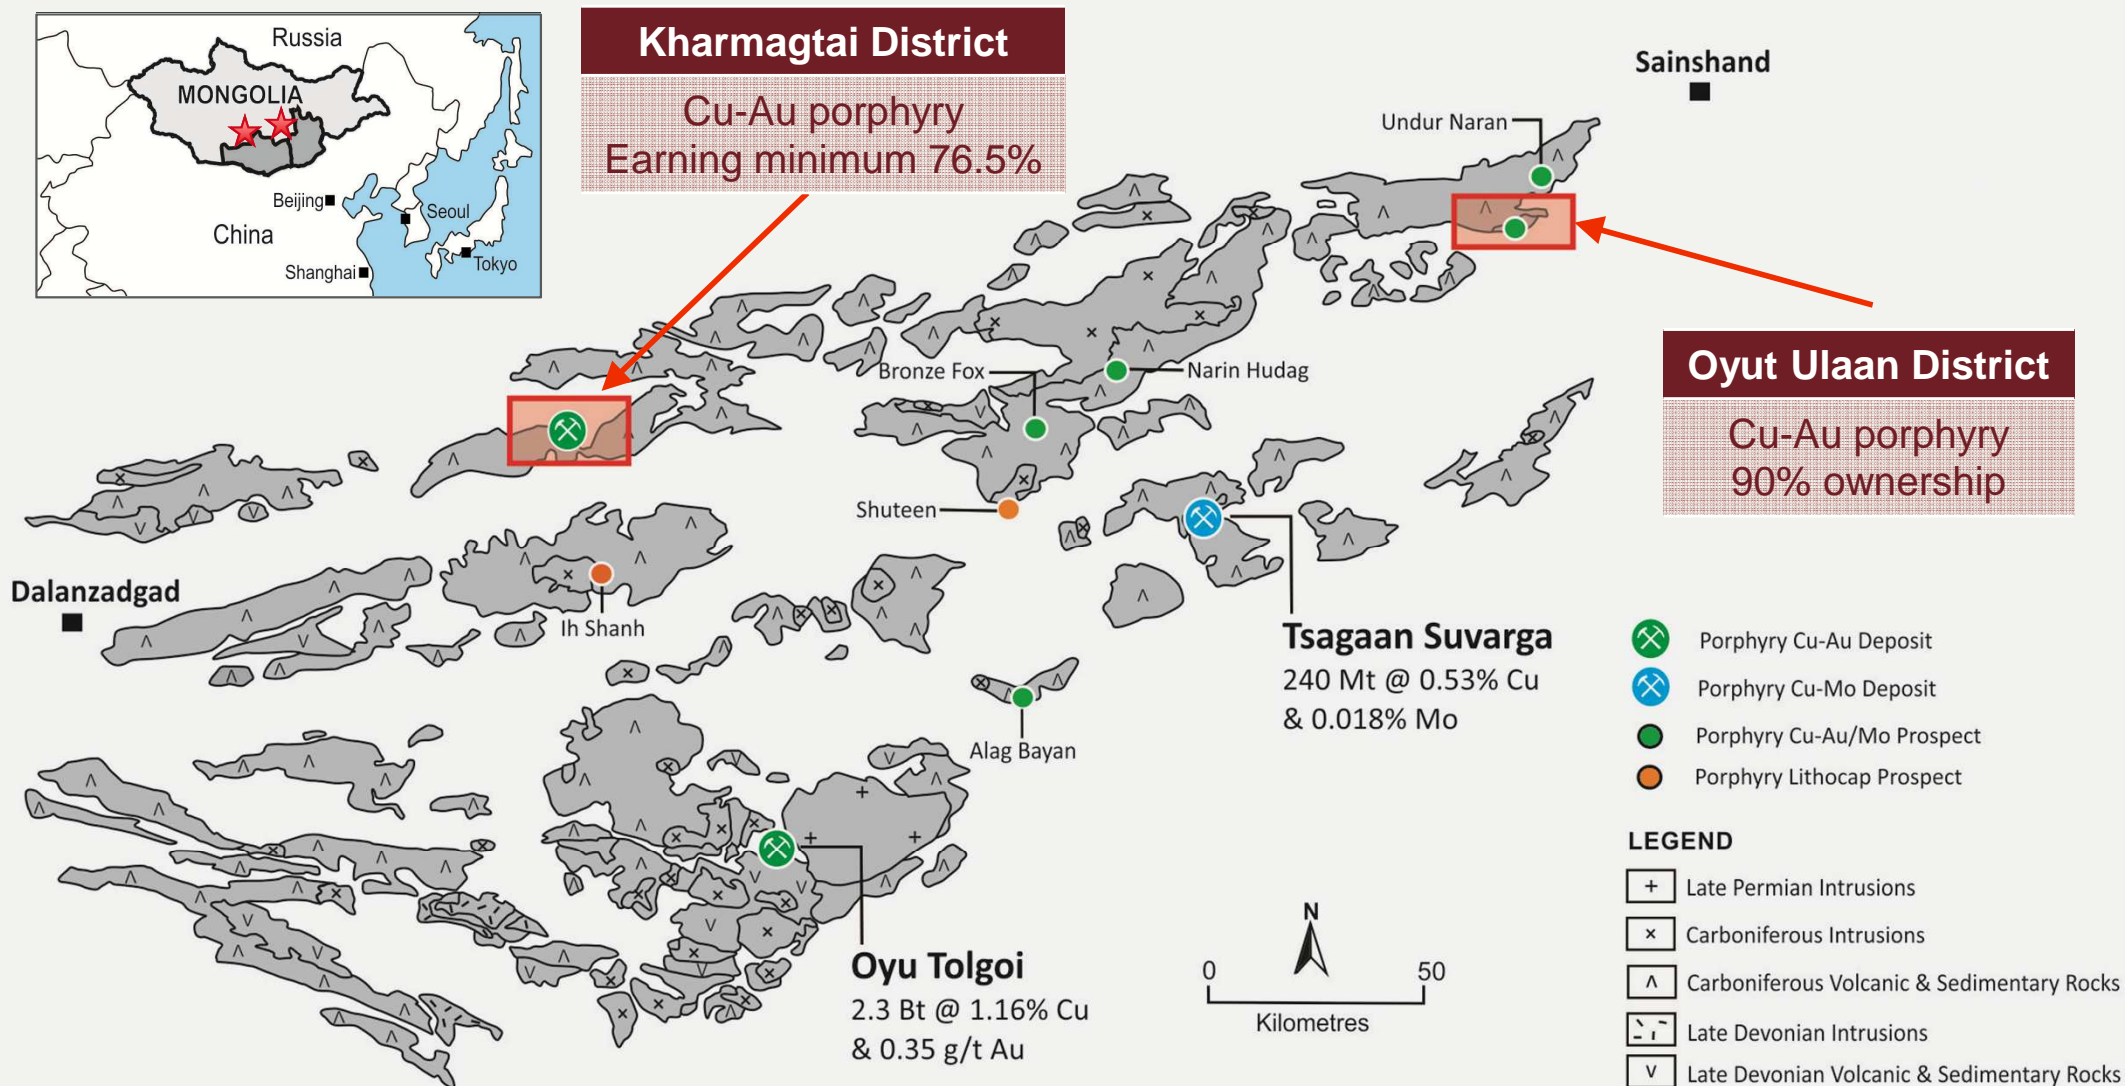 Russia
MONGOLIA
Beijing
Seoul
China
Shanghai
Tokyo
Kharmagtai District
Cu-Au porphyry
Earning minimum 76.5%
Sainshand
Undur Naran
Oyut Ulaan District
Cu-Au porphyry
90% ownership
Bronze Fox
Narin Hudag
Shuteen
Dalanzadgad
Ih Shanh
Tsagaan Suvarga
240 Mt @ 0.53% Cu
& 0.018% Mo
Alag Bayan
Oyu Tolgoi
2.3 Bt @ 1.16% Cu
& 0.35 g/t Au
N
0 50
Kilometres
Porphyry Cu-Au Deposit
Porphyry Cu-Mo Deposit
Porphyry Cu-Au/Mo Prospect
Porphyry Lithocap Prospect
LEGEND
Late Permian Intrusions
Carboniferous Intrusions
Carboniferous Volcanic & Sedimentary Rocks
Late Devonian Intrusions
Late Devonian Volcanic & Sedimentary Rocks